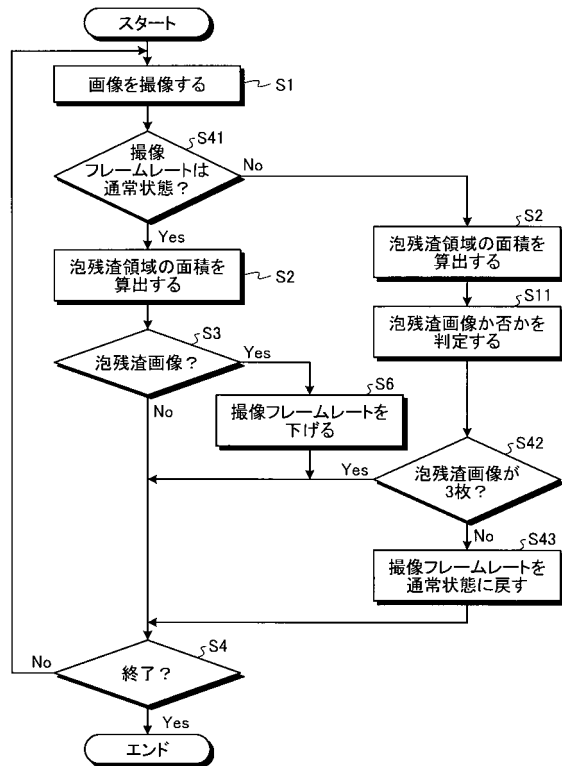 スタート
画像を撮像する
S1
S41
撮像
フレームレートは
通常状態？
No
Yes
S2
泡残渣領域の面積を
算出する
S2
泡残渣領域の面積を
算出する
S11
泡残渣画像か否かを
判定する
S3
泡残渣画像？
Yes
No
S6
撮像フレームレートを
下げる
S42
泡残渣画像が
3枚？
Yes
No
S43
撮像フレームレートを
通常状態に戻す
S4
終了？
No
Yes
エンド